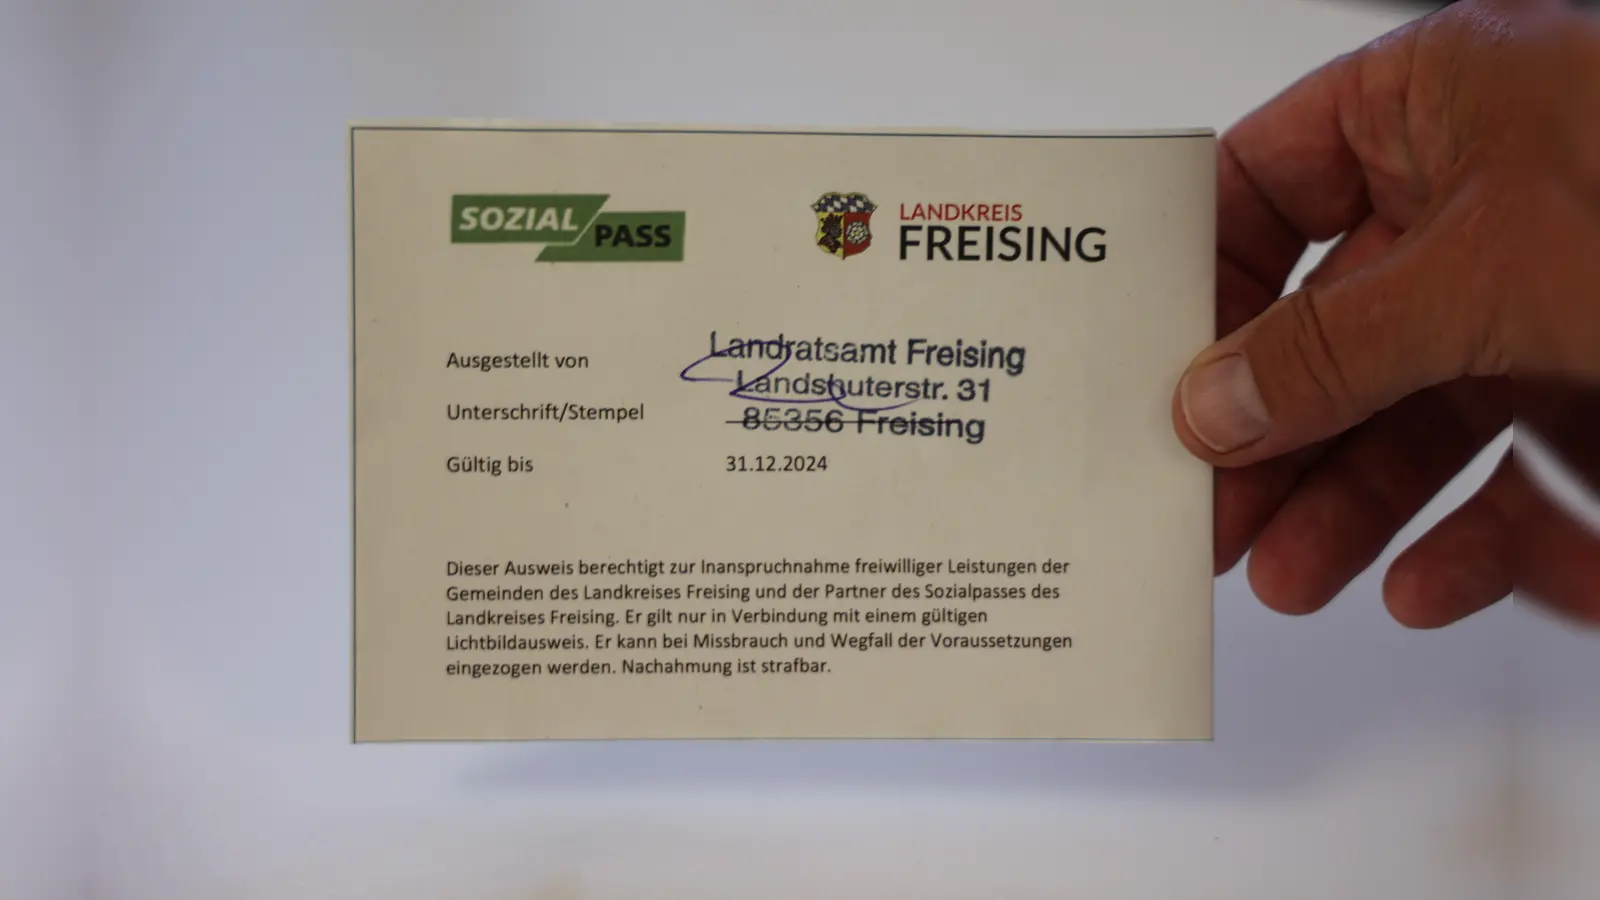 SOZIAL PASS
LANDKREIS
FREISING
Ausgestellt von
Landratsamt Freising
Landshuterstr. 31
Unterschrift/Stempel
85356 Freising
Gültig bis 31.12.2024
Dieser Ausweis berechtigt zur Inanspruchnahme freiwilliger Leistungen der
Gemeinden des Landkreises Freising und der Partner des Sozialpasses des
Landkreises Freising. Er gilt nur in Verbindung mit einem gültigen
Lichtbildausweis. Er kann bei Missbrauch und Wegfall der Voraussetzungen
eingezogen werden. Nachahmung ist strafbar.